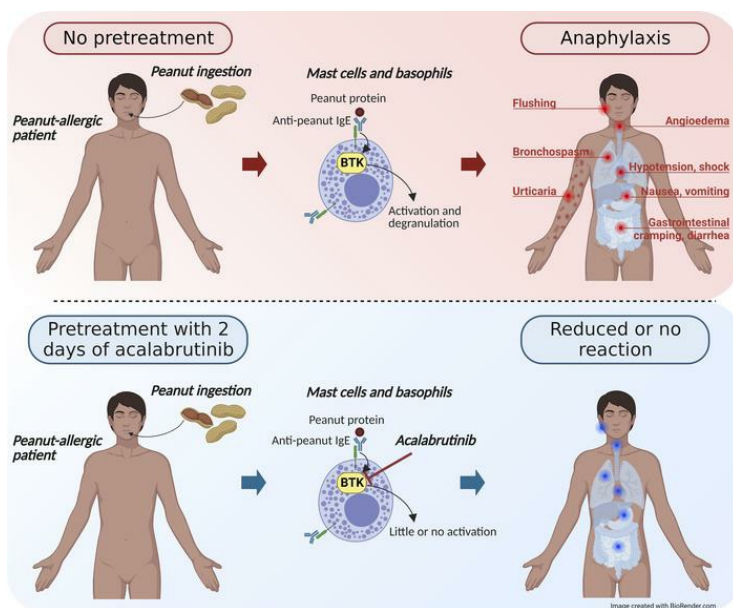 No pretreatment
Anaphylaxis
Peanut ingestion
Peanut-allergic
patient
Mast cells and basophils
Peanut protein
Anti-peanut IgE
BTK
Activation and
degranulation
Flushing
Angioedema
Bronchospasm
Hypotension, shock
Urticaria
Nausea, vomiting
Gastrointestinal
cramping, diarrhea
Pretreatment with 2
days of acalabrutinib
Reduced or no
reaction
Peanut ingestion
Peanut-allergic
patient
Mast cells and basophils
Peanut protein
Anti-peanut IgE
Acalabrutinib
BTK
Little or no activation
Image created with BioRender.com